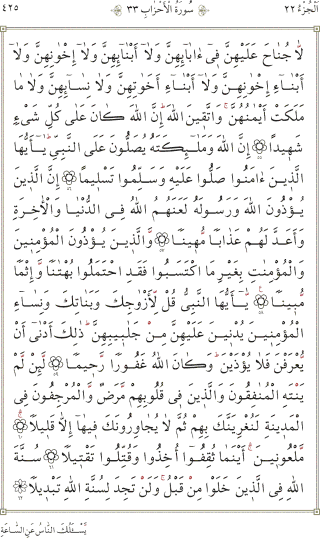 الْجُزْءُ ٢٢ سُورَةُ الْأَحْزَابِ ٣٣ ٤٢٥
لَّا جُنَاحَ عَلَيْهِنَّ فِىٓ ءَابَآئِهِنَّ وَلَآ أَبْنَآئِهِنَّ وَلَآ إِخْوَٰنِهِنَّ وَلَآ
أَبْنَآءِ إِخْوَٰنِهِنَّ وَلَآ أَبْنَآءِ أَخَوَٰتِهِنَّ وَلَا نِسَآئِهِنَّ وَلَا مَا
مَلَكَتْ أَيْمَٰنُهُنَّ ۗ وَٱتَّقِينَ ٱللَّهَ ۚ إِنَّ ٱللَّهَ كَانَ عَلَىٰ كُلِّ شَىْءٍ
شَهِيدًا ۝٥٥ إِنَّ ٱللَّهَ وَمَلَٰٓئِكَتَهُۥ يُصَلُّونَ عَلَى ٱلنَّبِىِّ ۚ يَٰٓأَيُّهَا
ٱلَّذِينَ ءَامَنُوا۟ صَلُّوا۟ عَلَيْهِ وَسَلِّمُوا۟ تَسْلِيمًا ۝٥٦ إِنَّ ٱلَّذِينَ
يُؤْذُونَ ٱللَّهَ وَرَسُولَهُۥ لَعَنَهُمُ ٱللَّهُ فِى ٱلدُّنْيَا وَٱلْءَاخِرَةِ
وَأَعَدَّ لَهُمْ عَذَابًا مُّهِينًا ۝٥٧ وَٱلَّذِينَ يُؤْذُونَ ٱلْمُؤْمِنِينَ
وَٱلْمُؤْمِنَٰتِ بِغَيْرِ مَا ٱكْتَسَبُوا۟ فَقَدِ ٱحْتَمَلُوا۟ بُهْتَٰنًا وَإِثْمًا
مُّبِينًا ۝٥٨ يَٰٓأَيُّهَا ٱلنَّبِىُّ قُل لِّأَزْوَٰجِكَ وَبَنَاتِكَ وَنِسَآءِ
ٱلْمُؤْمِنِينَ يُدْنِينَ عَلَيْهِنَّ مِن جَلَٰبِيبِهِنَّ ۚ ذَٰلِكَ أَدْنَىٰٓ أَن
يُعْرَفْنَ فَلَا يُؤْذَيْنَ ۗ وَكَانَ ٱللَّهُ غَفُورًا رَّحِيمًا ۝٥٩ لَّئِن لَّمْ
يَنتَهِ ٱلْمُنَٰفِقُونَ وَٱلَّذِينَ فِى قُلُوبِهِم مَّرَضٌ وَٱلْمُرْجِفُونَ فِى
ٱلْمَدِينَةِ لَنُغْرِيَنَّكَ بِهِمْ ثُمَّ لَا يُجَاوِرُونَكَ فِيهَآ إِلَّا قَلِيلًا ۝٦٠
مَّلْعُونِينَ ۖ أَيْنَمَا ثُقِفُوٓا۟ أُخِذُوا۟ وَقُتِّلُوا۟ تَقْتِيلًا ۝٦١ سُنَّةَ
ٱللَّهِ فِى ٱلَّذِينَ خَلَوْا۟ مِن قَبْلُ ۖ وَلَن تَجِدَ لِسُنَّةِ ٱللَّهِ تَبْدِيلًا ۝٦٢
يَسْـَٔلُكَ ٱلنَّاسُ عَنِ ٱلسَّاعَةِ